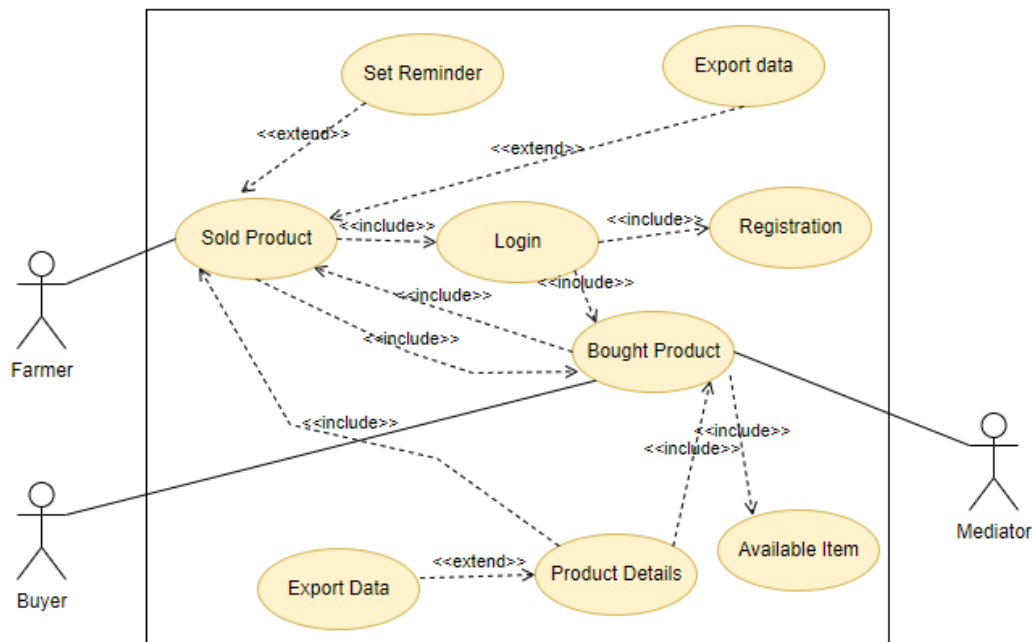 Set Reminder
Export data
<<extend>>
<<extend>>
Sold Product
<<include>>
Login
<<include>>
Registration
<<include>>
<<include>>
<<include>>
Bought Product
Farmer
<<include>>
<<include>>
<<include>>
Mediator
Available Item
<<extend>>
Export Data
Product Details
Buyer